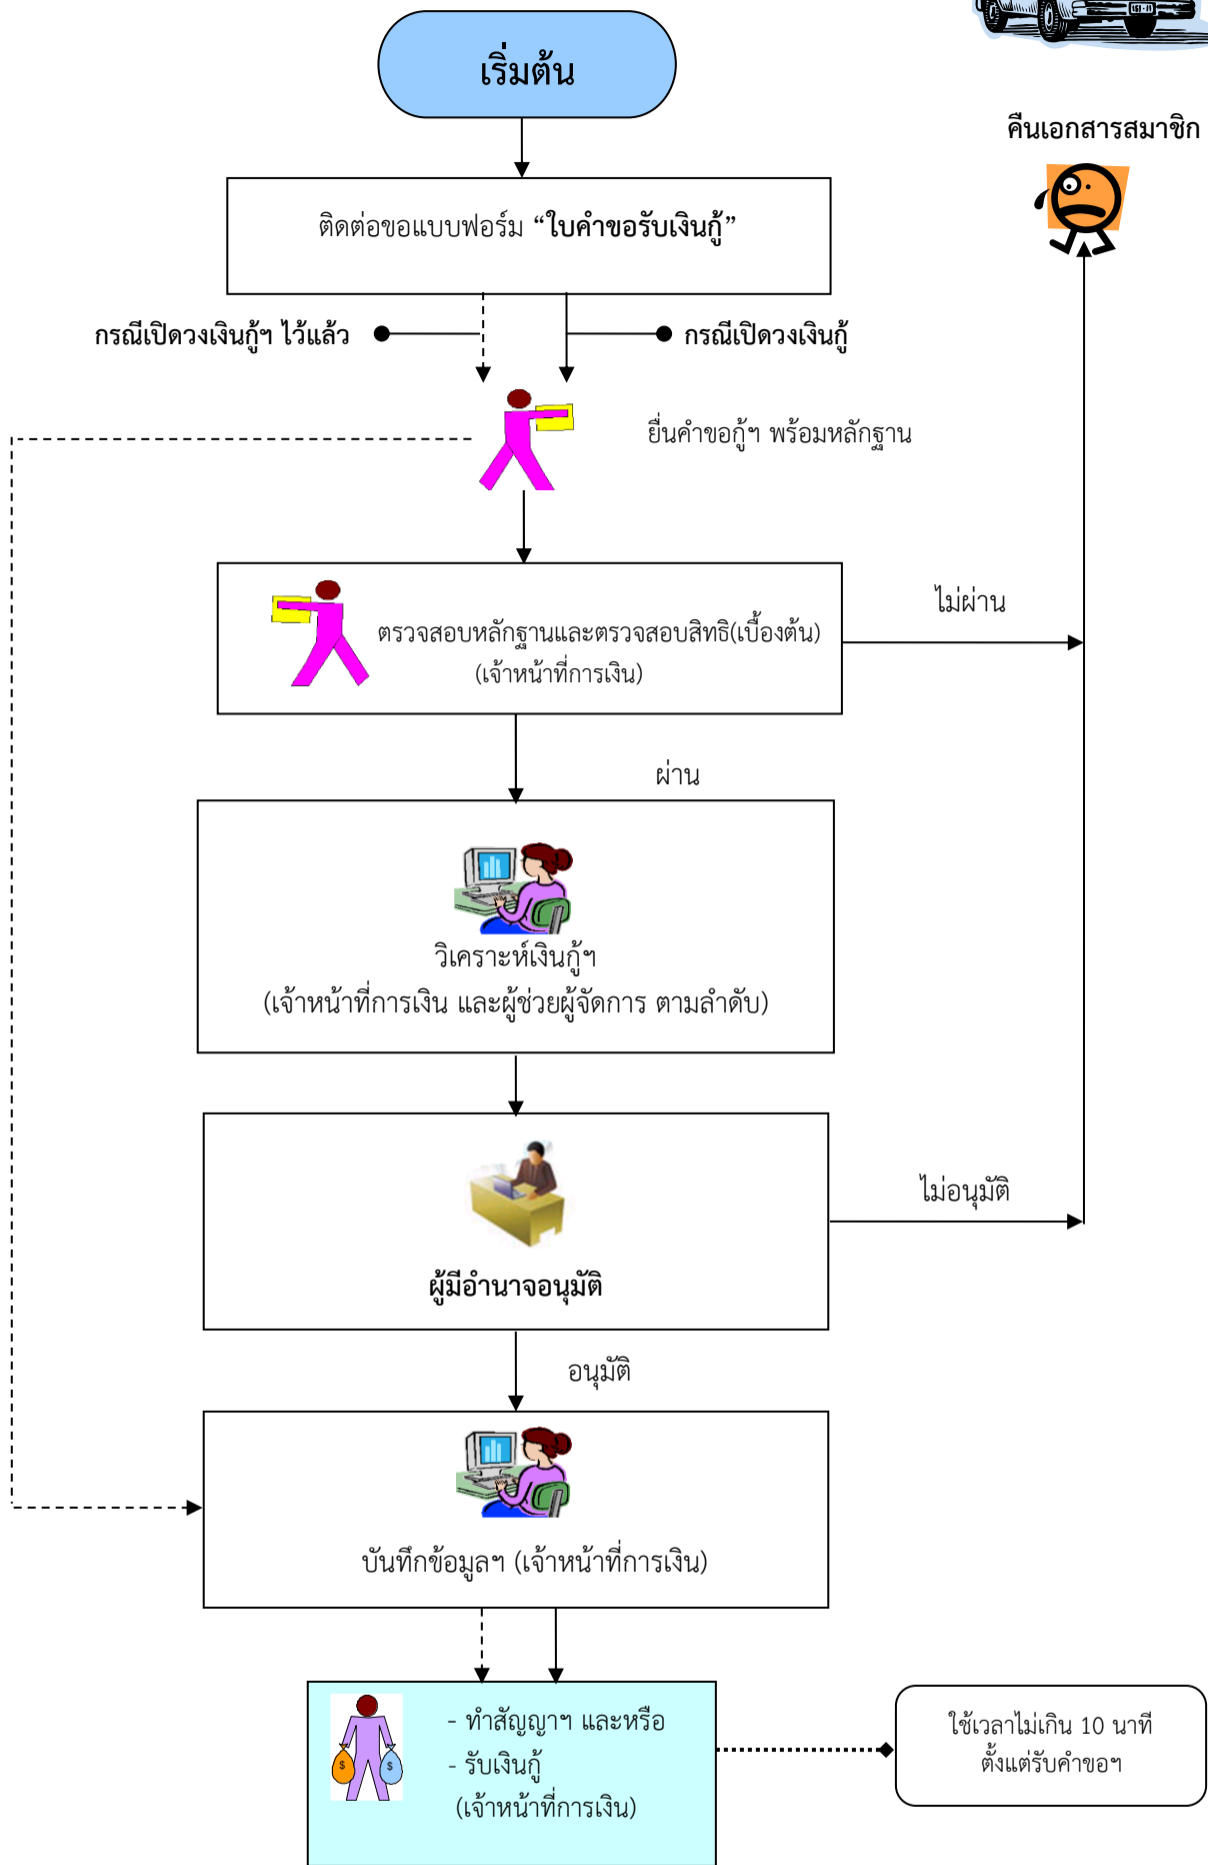 เริ่มต้น
คืนเอกสารสมาชิก
ติดต่อขอแบบฟอร์ม “ใบคำขอรับเงินกู้”
กรณีเปิดวงเงินกู้ฯ ไว้แล้ว
กรณีเปิดวงเงินกู้
ยื่นคำขอกู้ฯ พร้อมหลักฐาน
ตรวจสอบหลักฐานและตรวจสอบสิทธิ(เบื้องต้น)
(เจ้าหน้าที่การเงิน)
ไม่ผ่าน
ผ่าน
วิเคราะห์เงินกู้ฯ
(เจ้าหน้าที่การเงิน และผู้ช่วยผู้จัดการ ตามลำดับ)
ไม่อนุมัติ
ผู้มีอำนาจอนุมัติ
อนุมัติ
บันทึกข้อมูลฯ (เจ้าหน้าที่การเงิน)
- ทำสัญญาฯ และหรือ
- รับเงินกู้
(เจ้าหน้าที่การเงิน)
$ $
ใช้เวลาไม่เกิน 10 นาที
ตั้งแต่รับคำขอฯ